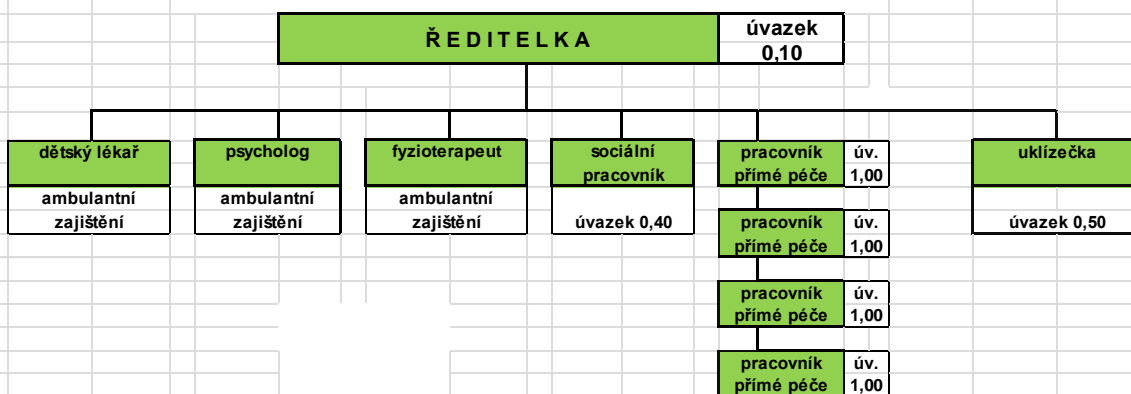 ŘEDITELKA
úvazek
0,10
dětský lékař
ambulantní
zajištění
psycholog
ambulantní
zajištění
fyzioterapeut
ambulantní
zajištění
sociální
pracovník
úvazek 0,40
pracovník
přímé péče
úv.
1,00
pracovník
přímé péče
úv.
1,00
pracovník
přímé péče
úv.
1,00
pracovník
přímé péče
úv.
1,00
uklízečka
úvazek 0,50